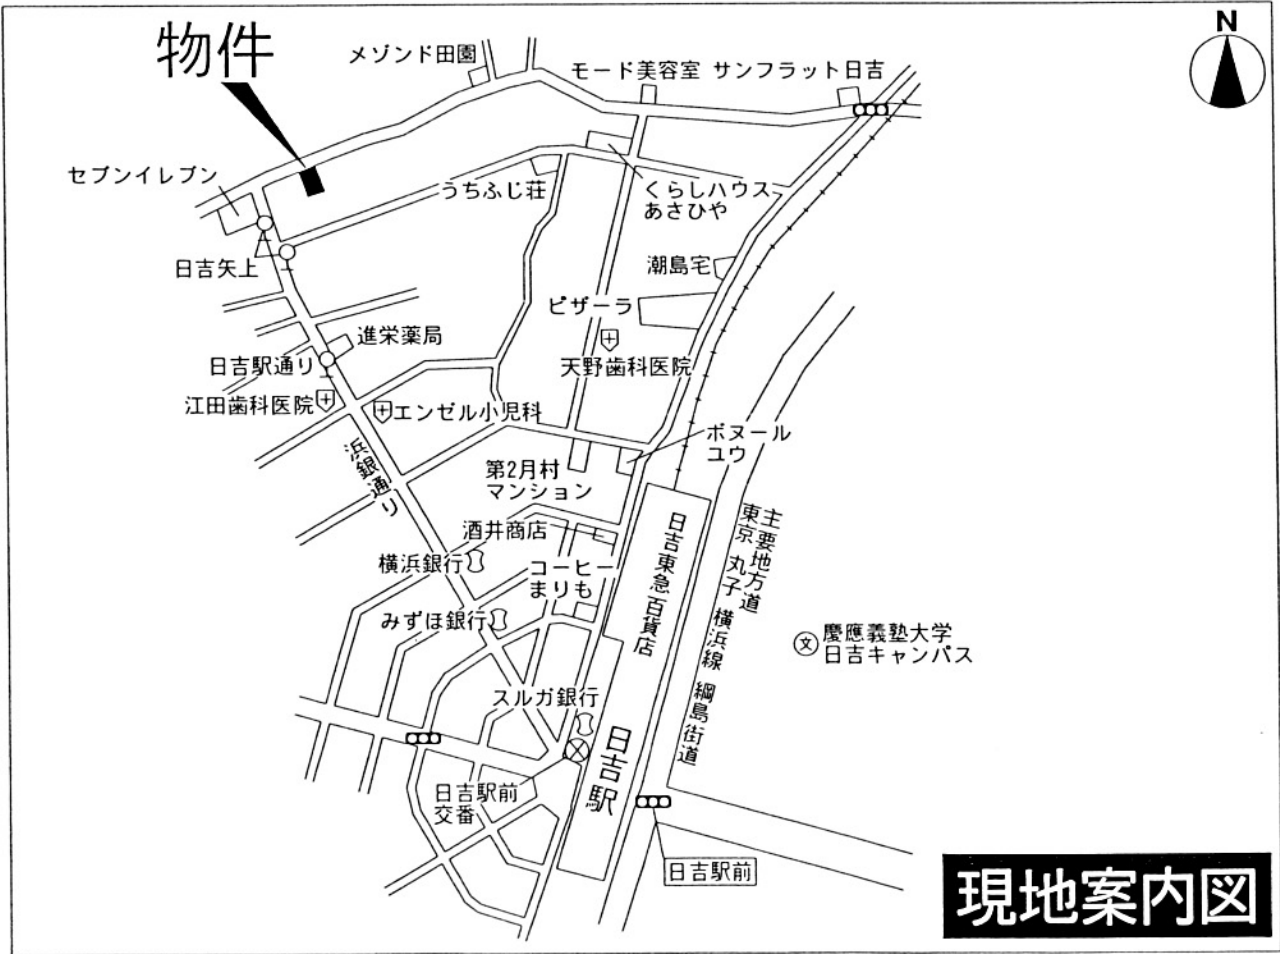 N
物件
メゾンド田園
モード美容室
サンフラット日吉
セブンイレブン
うちふじ荘
くらしハウス
あさひや
日吉矢上
潮島宅
ピザーラ
進栄薬局
日吉駅通り
天野歯科医院
江田歯科医院
エンゼル小児科
ボヌール
ユウ
浜銀通り
第2月村
マンション
酒井商店
横浜銀行
コーヒー
まりも
みずほ銀行
日吉東急百貨店
主要地方道
東京 丸子 横浜線 綱島街道
文
慶應義塾大学
日吉キャンパス
スルガ銀行
日吉駅
日吉駅前
交番
日吉駅前
現地案内図